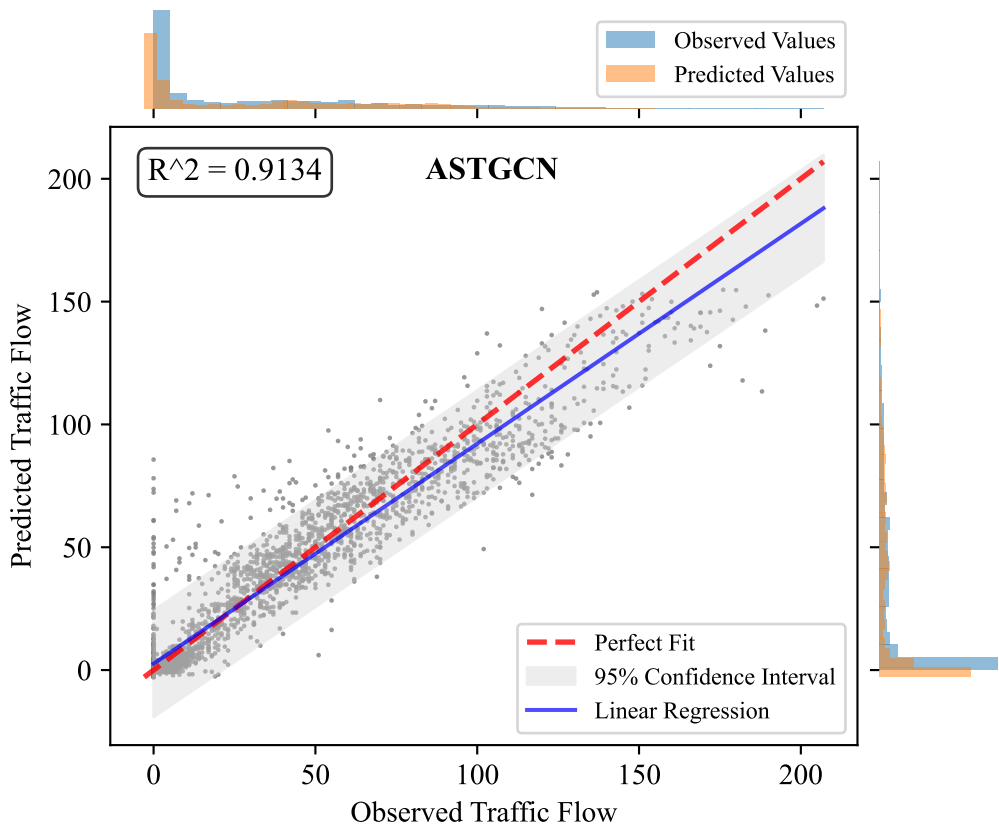 Observed Values
Predicted Values
R^2 = 0.9134
ASTGCN
200
150
100
50
0
Predicted Traffic Flow
Perfect Fit
95% Confidence Interval
Linear Regression
0 50 100 150 200
Observed Traffic Flow